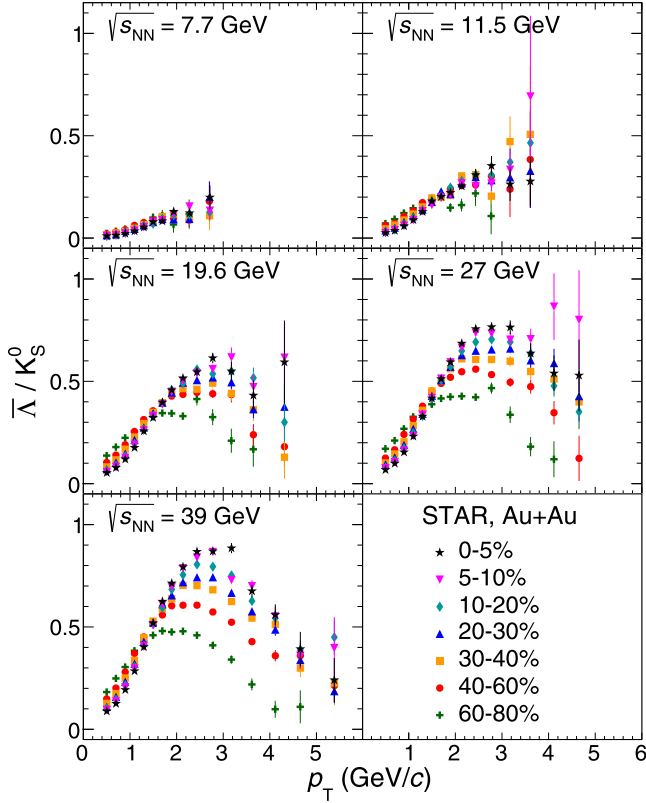 √sNN = 7.7 GeV
√sNN = 11.5 GeV
1
0.5
0
√sNN = 19.6 GeV
√sNN = 27 GeV
1
0.5
0
Λ̅ / K⁰S
√sNN = 39 GeV
STAR, Au+Au
0-5%
5-10%
10-20%
20-30%
30-40%
40-60%
60-80%
1
0.5
0
0 1 2 3 4 5 1 2 3 4 5 6
pT (GeV/c)